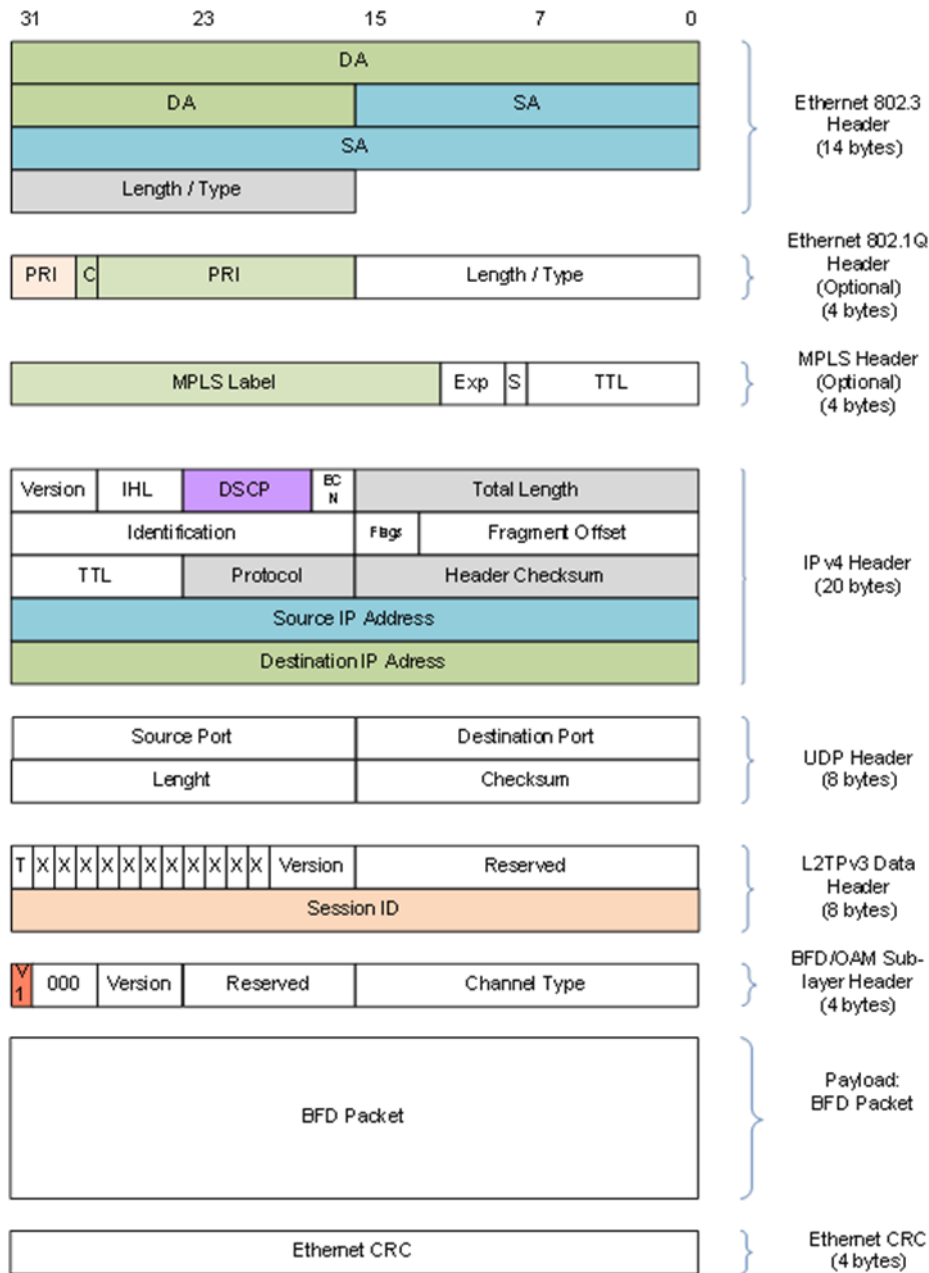 31 23 15 7 0
DA
DA SA
SA
Length / Type
Ethernet 802.3
Header
(14 bytes)
PRI C PRI Length / Type
Ethernet 802.1Q
Header
(Optional)
(4 bytes)
MPLS Label Exp S TTL
MPLS Header
(Optional)
(4 bytes)
Version IHL DSCP EC
N Total Length
Identification Flags Fragment Offset
TTL Protocol Header Checksum
Source IP Address
Destination IP Adress
IPv4 Header
(20 bytes)
Source Port Destination Port
Lenght Checksum
UDP Header
(8 bytes)
T X X X X X X X X X X X Version Reserved
Session ID
L2TPv3 Data
Header
(8 bytes)
V
1 000 Version Reserved Channel Type
BFD/OAM Sub-
layer Header
(4 bytes)
BFD Packet
Payload:
BFD Packet
Ethernet CRC
Ethernet CRC
(4 bytes)